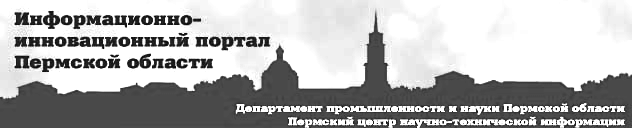 Информационно-
инновационный портал
Пермской области
Департамент промышленности и науки Пермской области
Пермский центр научно-технической информации